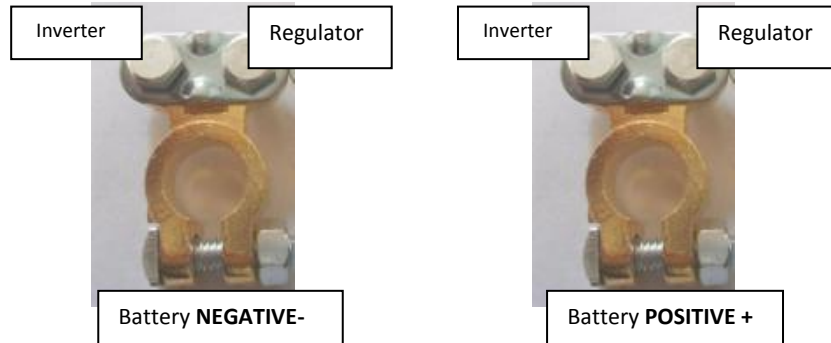 Inverter Regulator
Inverter Regulator
Battery NEGATIVE-
Battery POSITIVE +